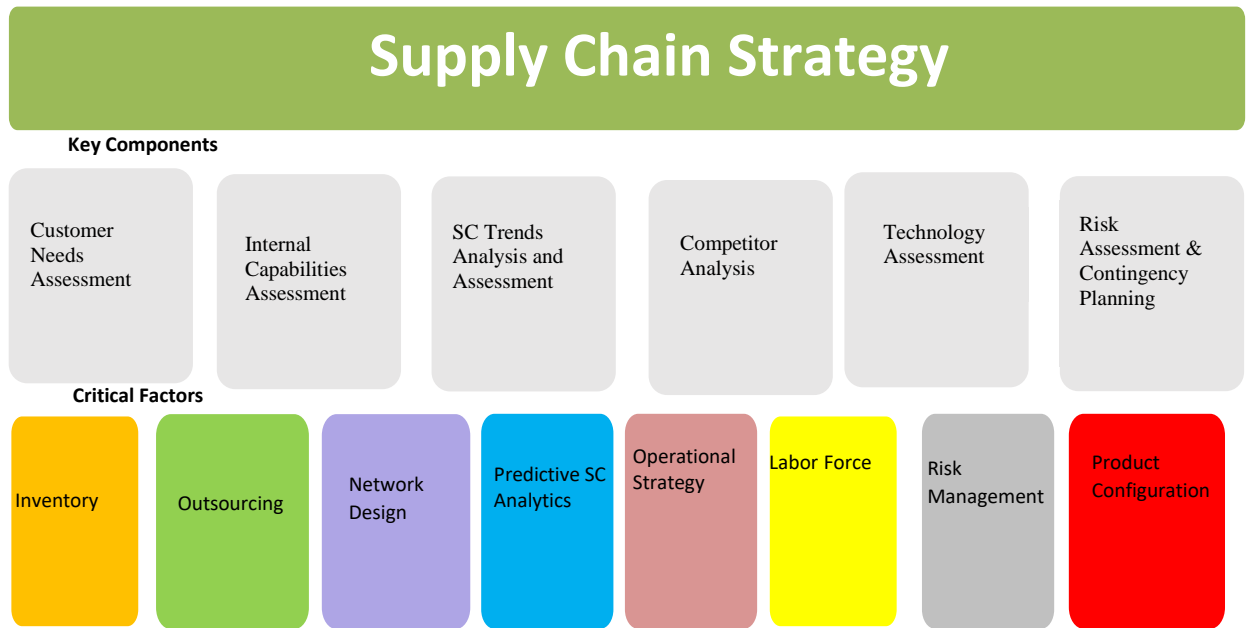 Supply Chain Strategy
Key Components
Customer
Needs
Assessment
Internal
Capabilities
Assessment
SC Trends
Analysis and
Assessment
Competitor
Analysis
Technology
Assessment
Risk
Assessment &
Contingency
Planning
Critical Factors
Inventory
Outsourcing
Network
Design
Predictive SC
Analytics
Operational
Strategy
Labor Force
Risk
Management
Product
Configuration